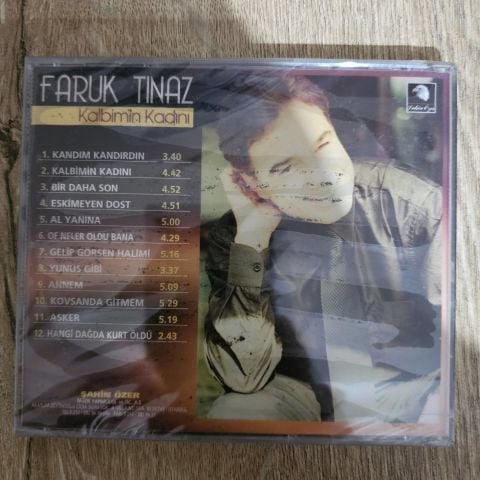 FARUK TINAZ
Kalbimin Kadını
1. KANDIM KANDIRDIN 3.40
2. KALBİMİN KADINI 4.42
3. BİR DAHA SON 4.52
4. ESKİMEYEN DOST 4.51
5. AL YANINA 5.00
6. OF NELER OLDU BANA 4.29
7. GELİP GÖRSEN HALİMİ 5.16
8. YUNUS GİBİ 3.37
9. ANNEM 5.09
10. KOVSANDA GİTMEM 5 29
11. ASKER 5.19
12. HANGİ DAĞDA KURT ÖLDÜ 2.43
ŞAHİN ÖZER